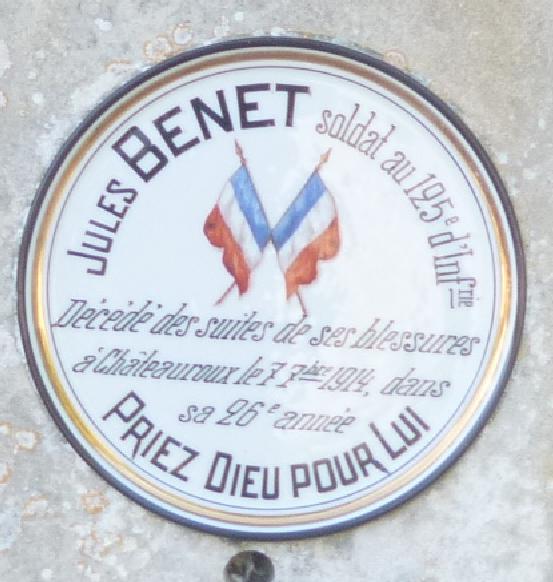 JULES BENET soldat au 125e d'Inftie
Décédé des suites de ses blessures
à Châteauroux le 7 7bre 1914, dans
sa 26e année
PRIEZ DIEU POUR LUI